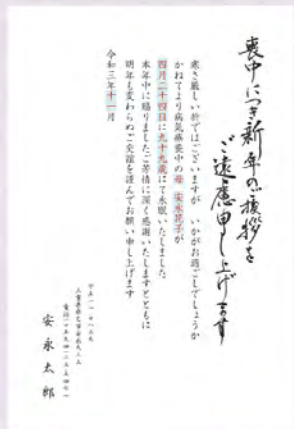 喪中につき新年のご挨拶を
ご遠慮申し上げます
寒さ厳しい折ではございますが いかがお過ごしでしょうか
かねてより病気療養中の母 安永花子が
四月二十四日に九十九歳にて永眠いたしました
本年中に賜りましたご芳情に深く感謝いたしますとともに
明年も変わらぬご交誼を謹んでお願い申し上げます
令和三年十一月
安永太郎